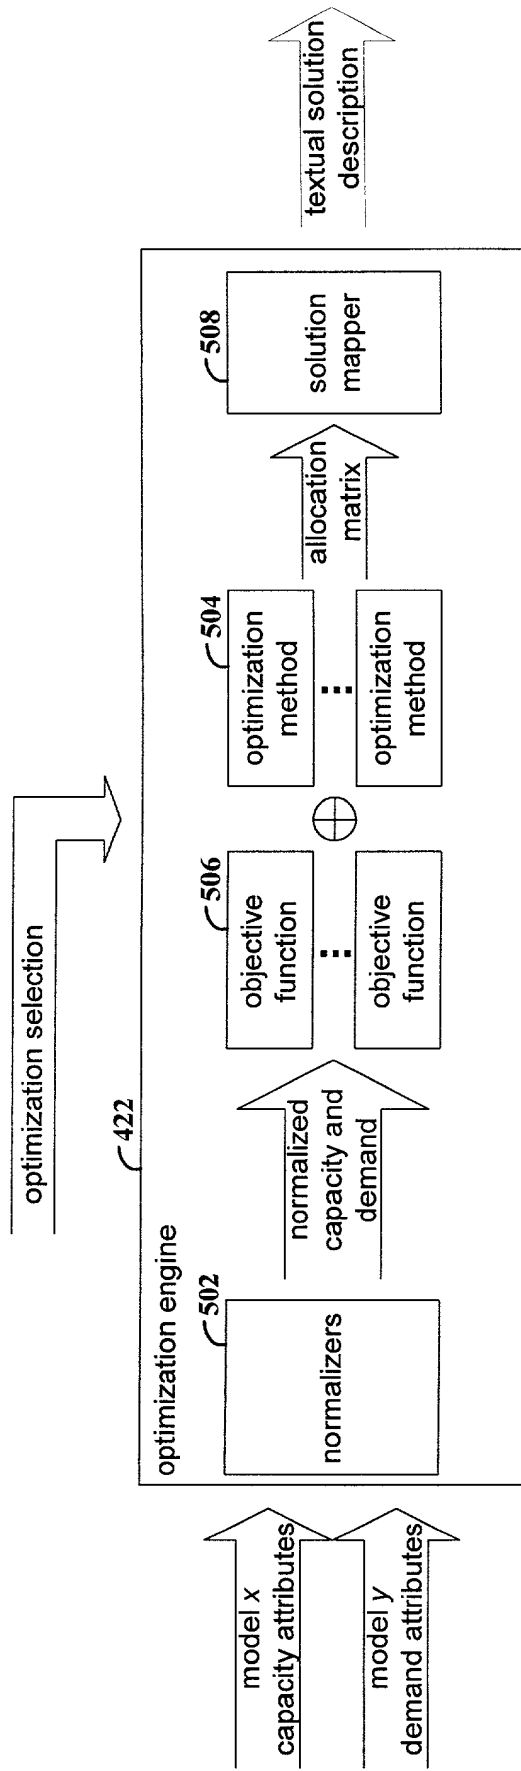 optimization selection
422
optimization engine
model x
capacity attributes
model y
demand attributes
502
normalizers
normalized
capacity and
demand
506
objective
function
objective
function
504
optimization
method
optimization
method
allocation
matrix
508
solution
mapper
textual solution
description